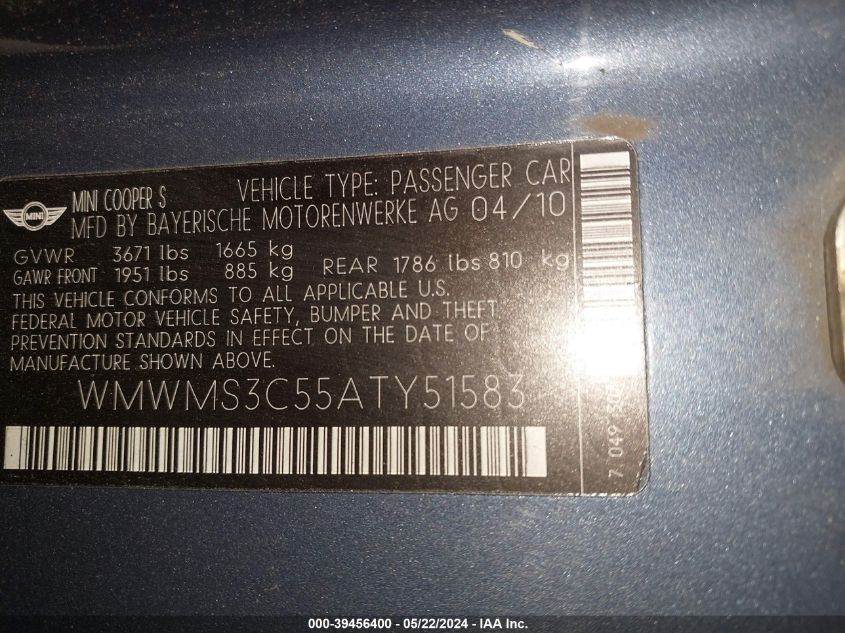 MINI
MINI COOPER S VEHICLE TYPE: PASSENGER CAR
MFD BY BAYERISCHE MOTORENWERKE AG 04/10
GVWR 3671 lbs 1665 kg
GAWR FRONT 1951 lbs 885 kg REAR 1786 lbs 810 kg
THIS VEHICLE CONFORMS TO ALL APPLICABLE U.S.
FEDERAL MOTOR VEHICLE SAFETY, BUMPER AND THEFT
PREVENTION STANDARDS IN EFFECT ON THE DATE OF
MANUFACTURE SHOWN ABOVE.
WMWMS3C55ATY51583
7 049
000-39456400 - 05/22/2024 - IAA Inc.